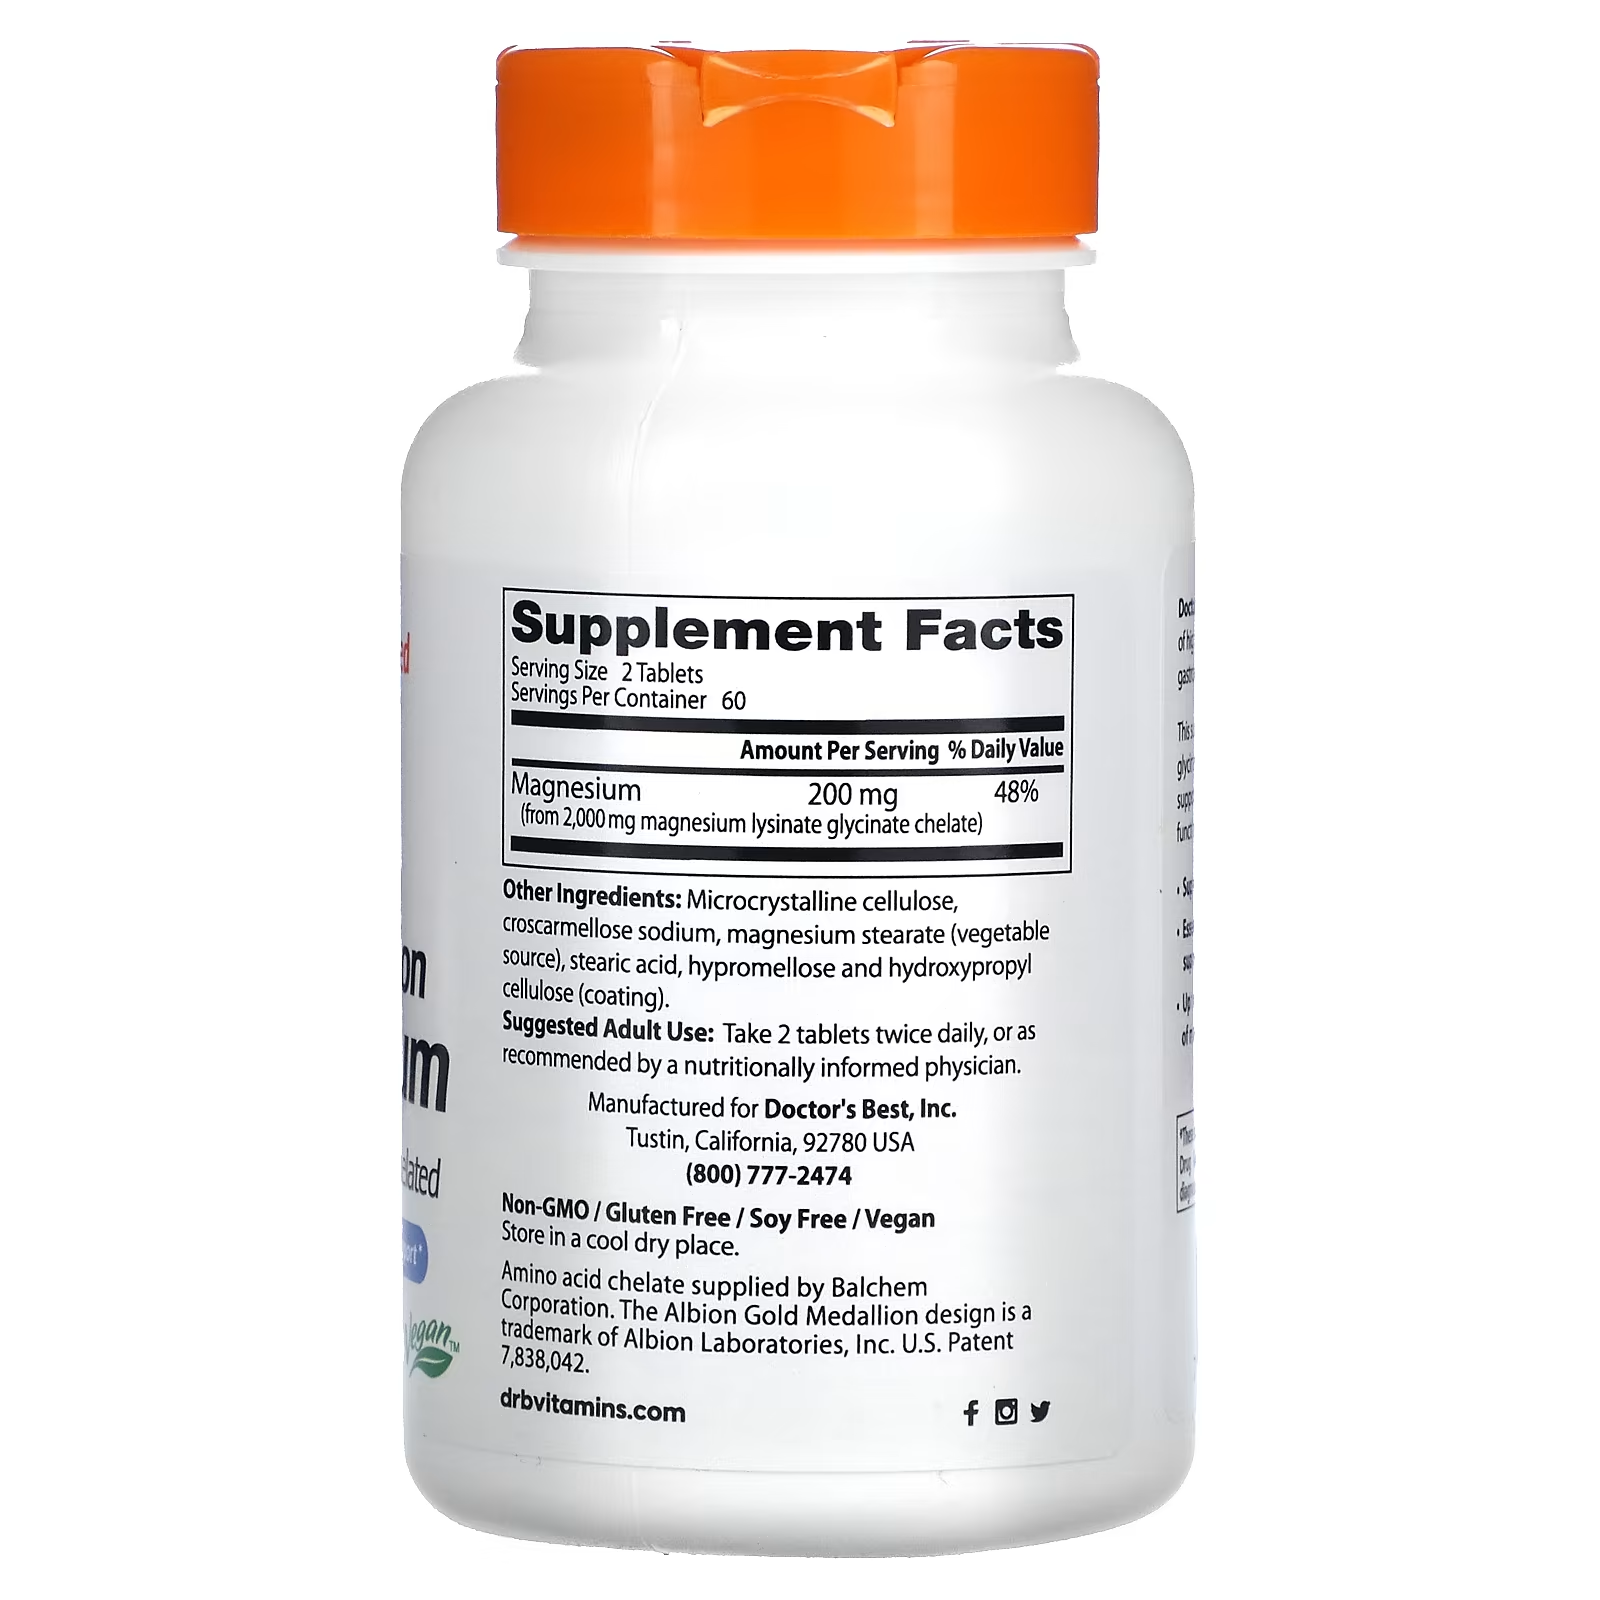 Supplement Facts
Serving Size 2 Tablets
Servings Per Container 60
Amount Per Serving % Daily Value
Magnesium 200 mg 48%
(from 2,000 mg magnesium lysinate glycinate chelate)
Other Ingredients: Microcrystalline cellulose,
croscarmellose sodium, magnesium stearate (vegetable
source), stearic acid, hypromellose and hydroxypropyl
cellulose (coating).
Suggested Adult Use: Take 2 tablets twice daily, or as
recommended by a nutritionally informed physician.
Manufactured for Doctor's Best, Inc.
Tustin, California, 92780 USA
(800) 777-2474
Non-GMO / Gluten Free / Soy Free / Vegan
Store in a cool dry place.
Amino acid chelate supplied by Balchem
Corporation. The Albion Gold Medallion design is a
trademark of Albion Laboratories, Inc. U.S. Patent
7,838,042.
drbvitamins.com
Vegan™